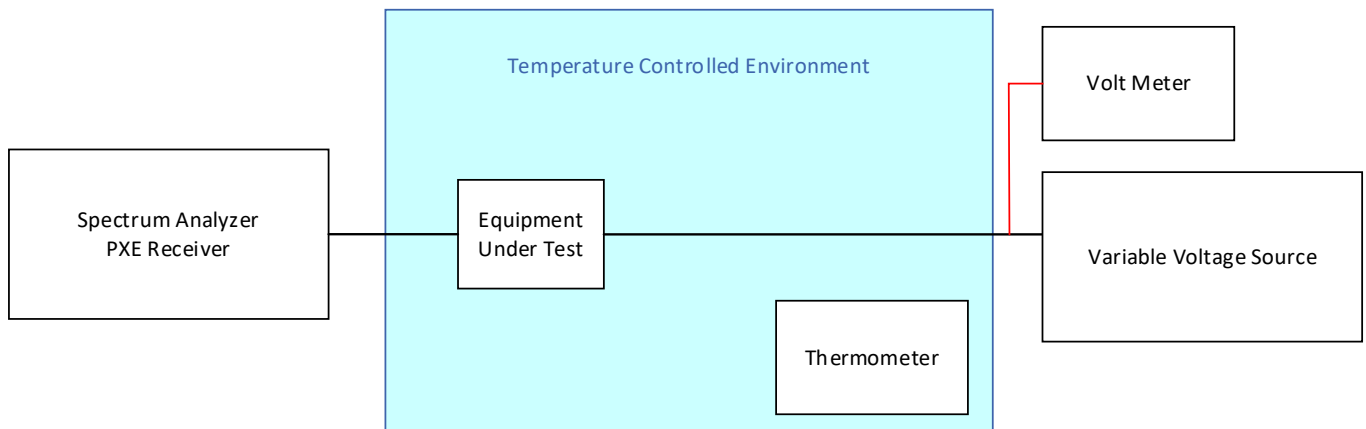 Temperature Controlled Environment
Volt Meter
Spectrum Analyzer
PXE Receiver
Equipment
Under Test
Variable Voltage Source
Thermometer